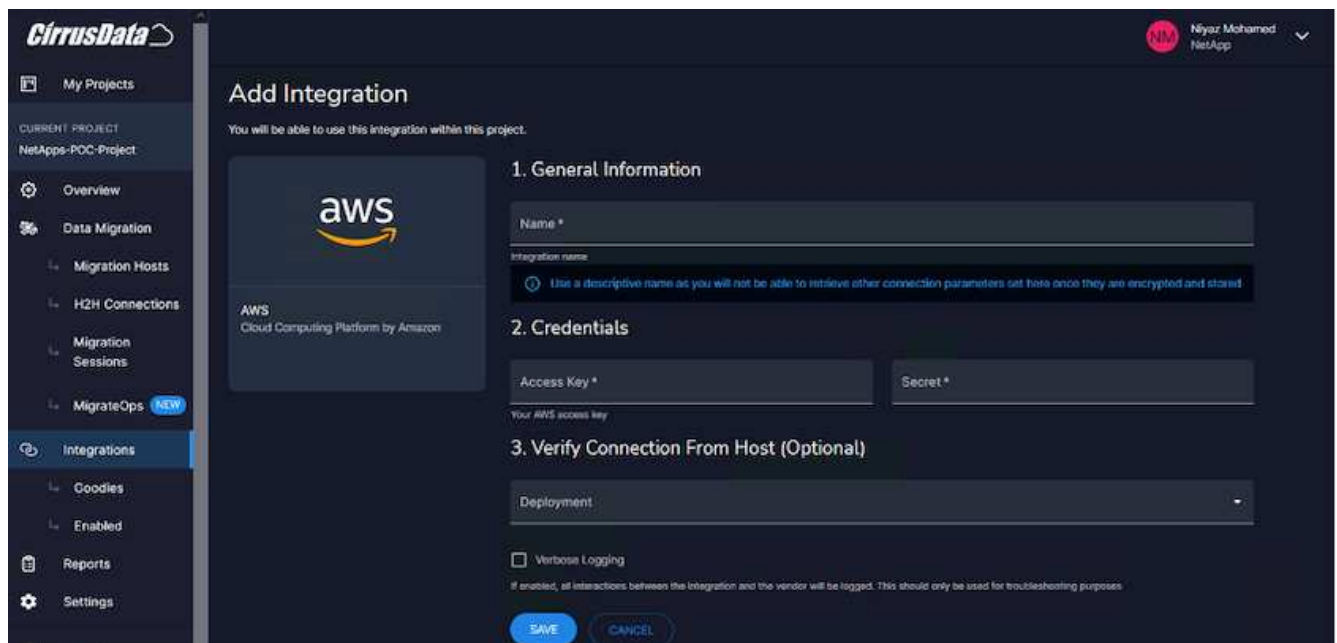 CirrusData
NM
Niyaz Mohamed
NetApp
My Projects
CURRENT PROJECT
NetApps-POC-Project
Overview
Data Migration
Migration Hosts
H2H Connections
Migration
Sessions
MigrateOps NEW
Integrations
Goodies
Enabled
Reports
Settings
Add Integration
You will be able to use this integration within this project.
aws
AWS
Cloud Computing Platform by Amazon
1. General Information
Name *
Integration name
Use a descriptive name as you will not be able to retrieve other connection parameters set here once they are encrypted and stored
2. Credentials
Access Key *
Secret *
Your AWS access key
3. Verify Connection From Host (Optional)
Deployment
Verbose Logging
If enabled, all interactions between the integration and the vendor will be logged. This should only be used for troubleshooting purposes
SAVE
CANCEL